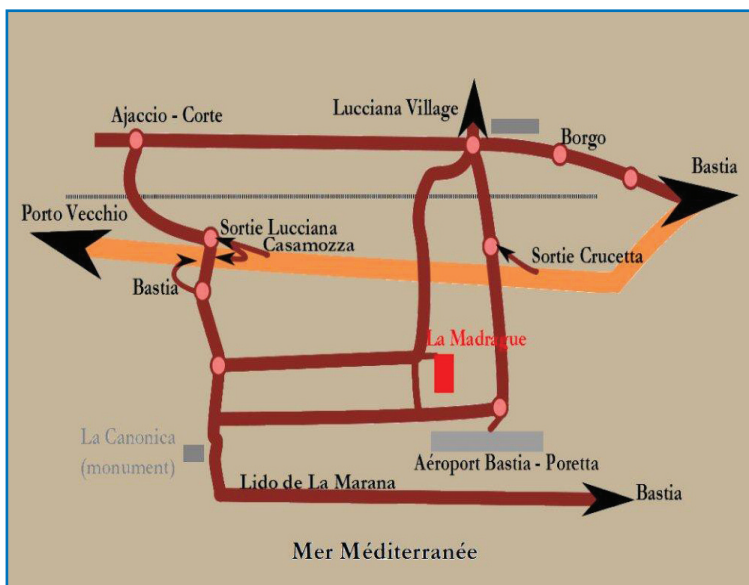 Lucciana Village
Ajaccio - Corte
Borgo
Bastia
Porto Vecchio
Sortie Lucciana
Casamozza
Sortie Crucetta
Bastia
La Madrague
La Canonica
(monument)
Aéroport Bastia - Poretta
Lido de La Marana
Bastia
Mer Méditerranée